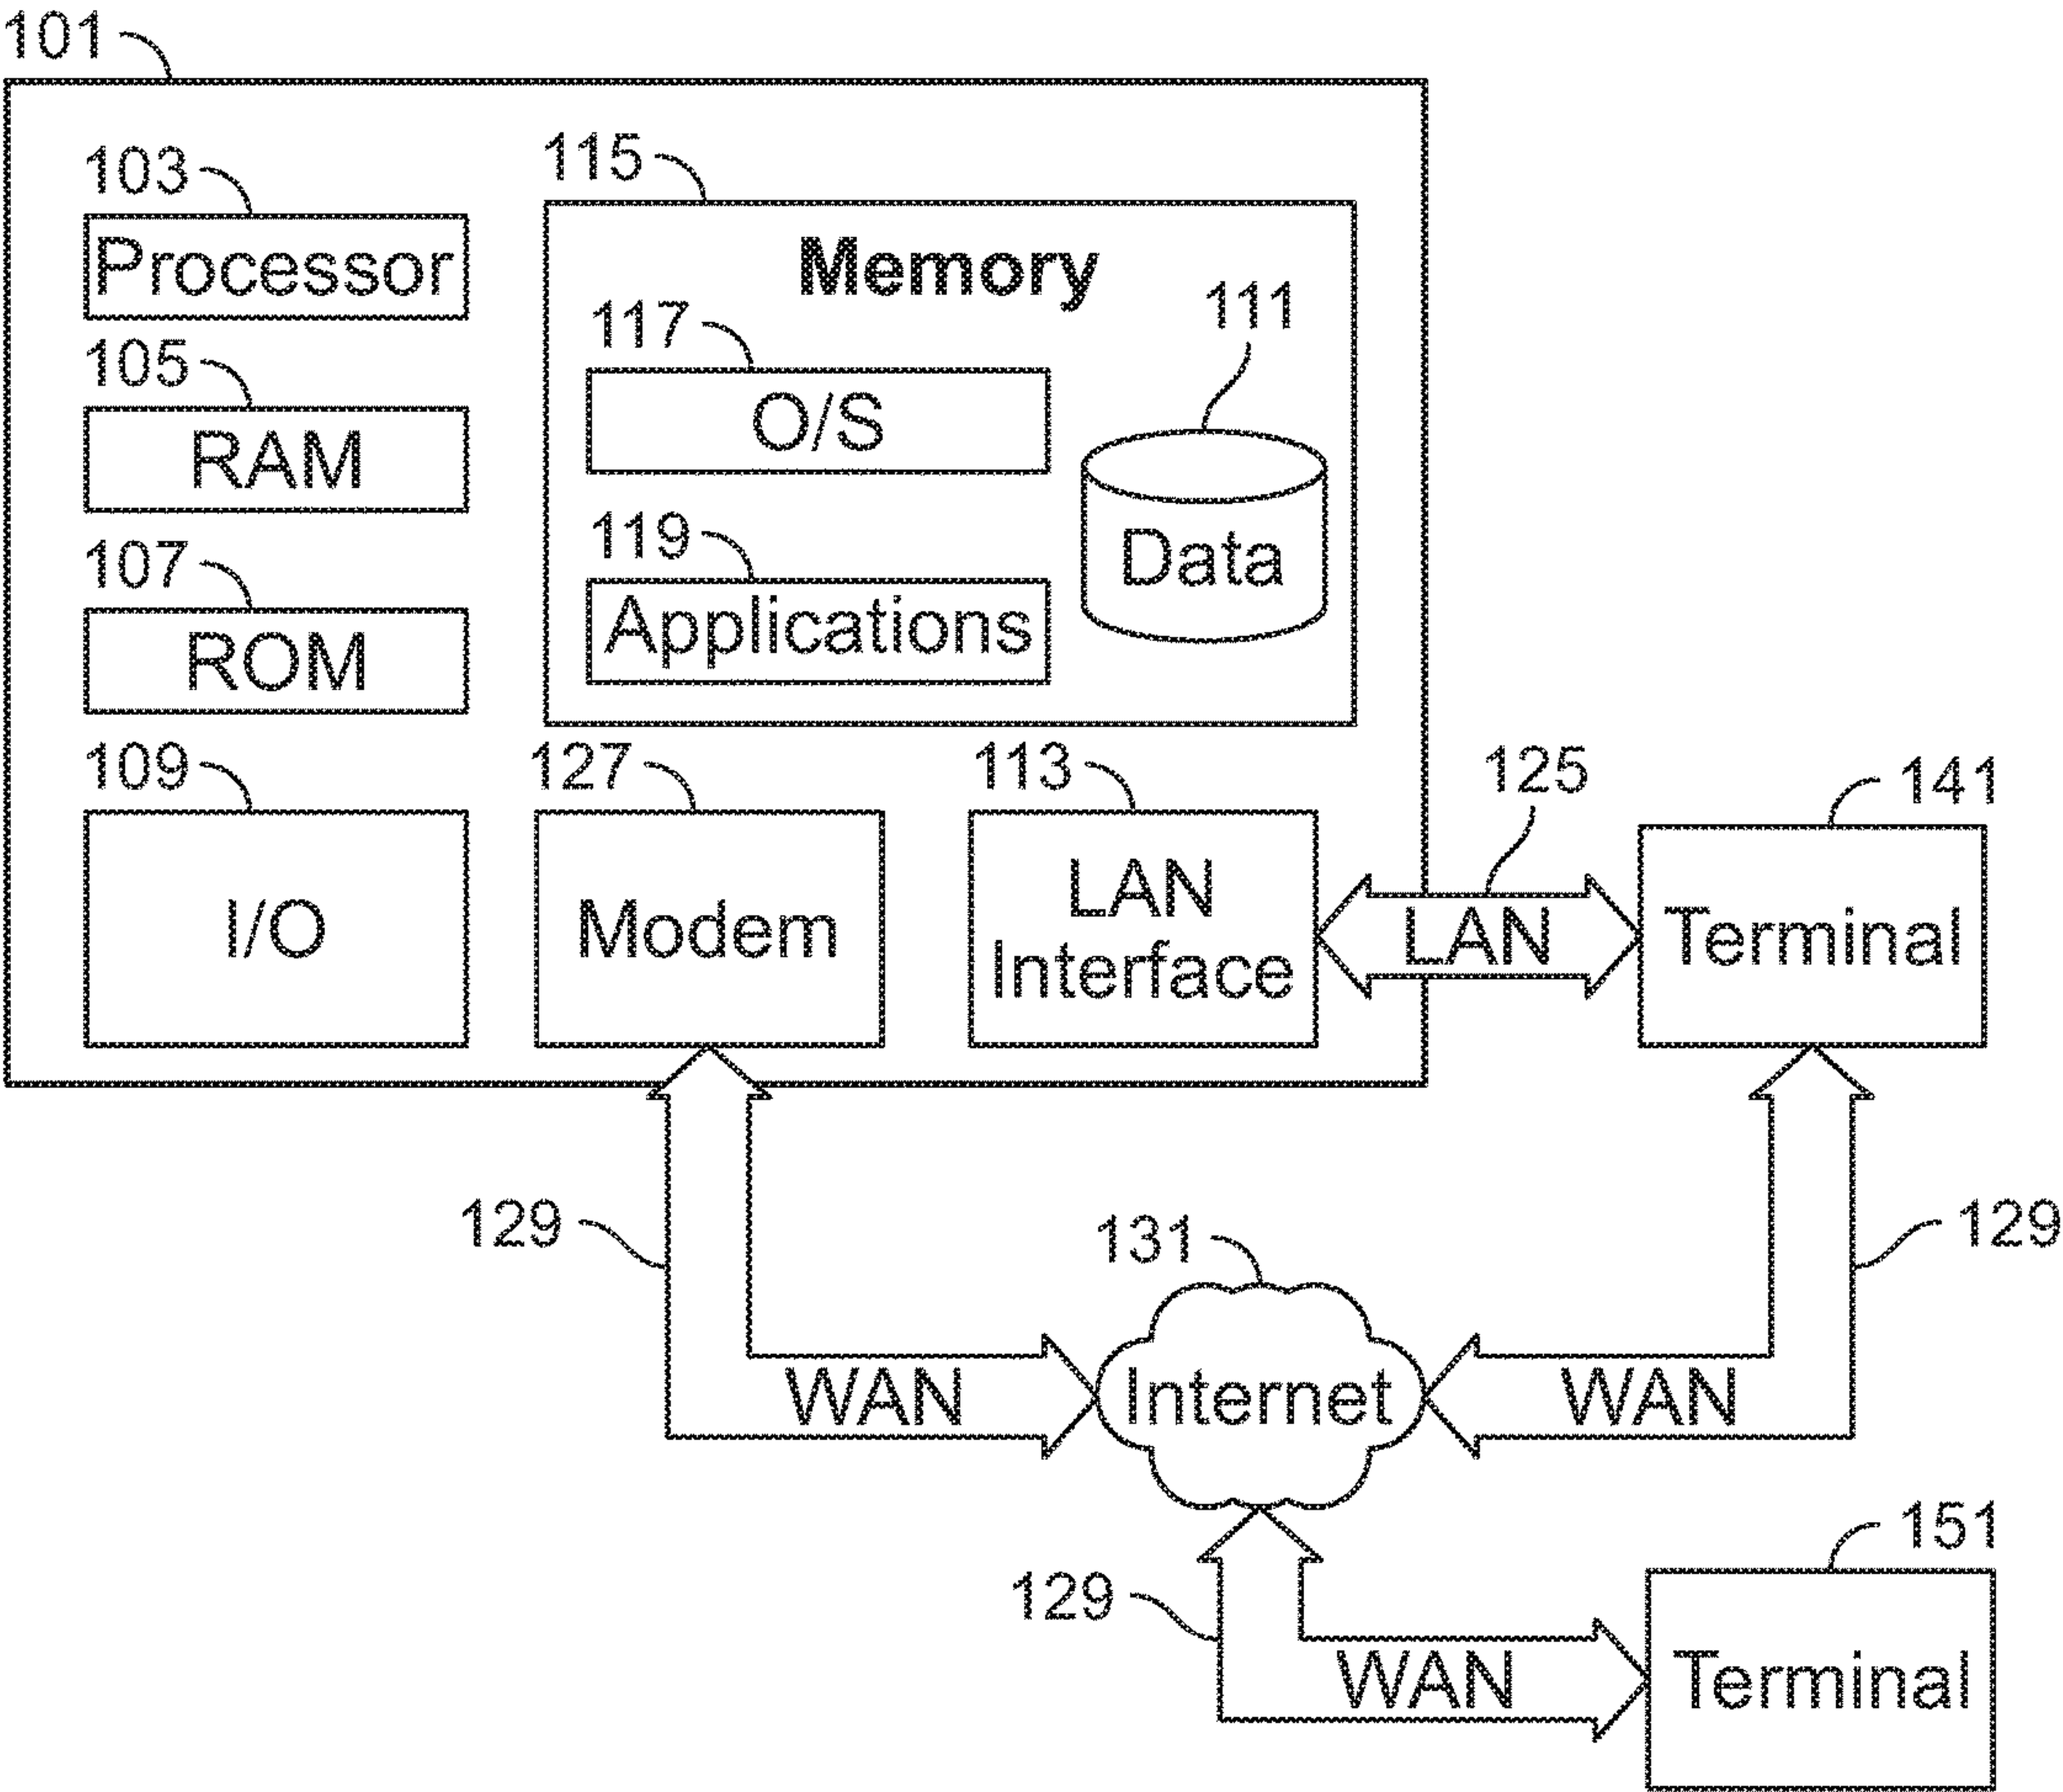 101
103
115
Processor
Memory
117
111
105
O/S
RAM
119
Data
107
Applications
ROM
109
127
113
125
141
I/O
Modem
LAN
Interface
LAN
Terminal
129
131
129
WAN
Internet
WAN
151
129
WAN
Terminal